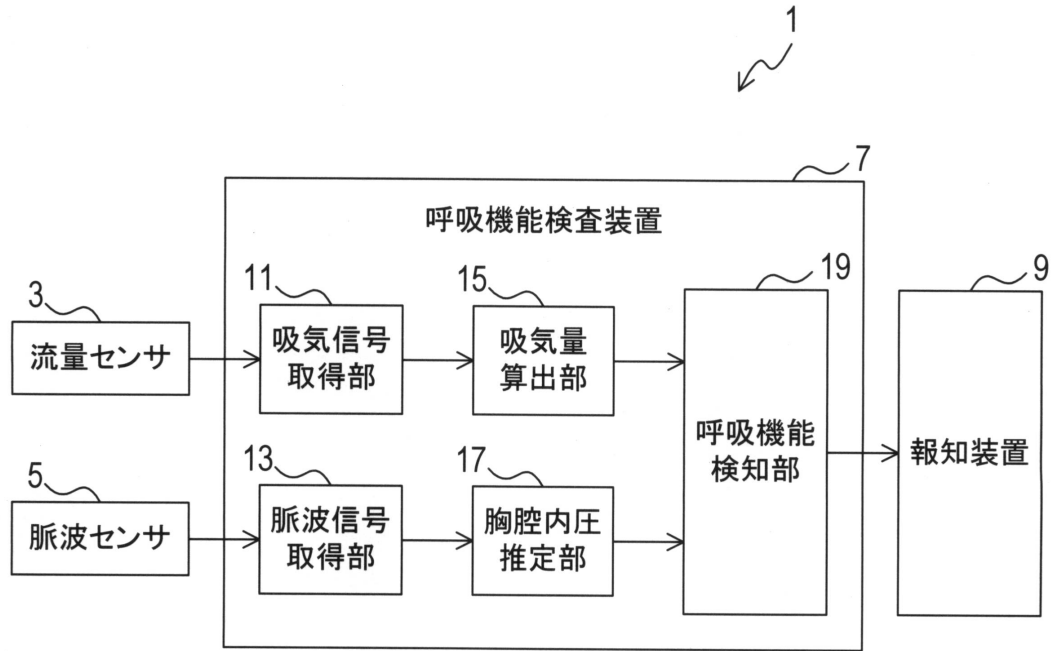 1
7
呼吸機能検査装置
11
15
19
9
3
流量センサ
吸気信号
取得部
吸気量
算出部
呼吸機能
検知部
報知装置
5
脈波センサ
13
脈波信号
取得部
17
胸腔内圧
推定部